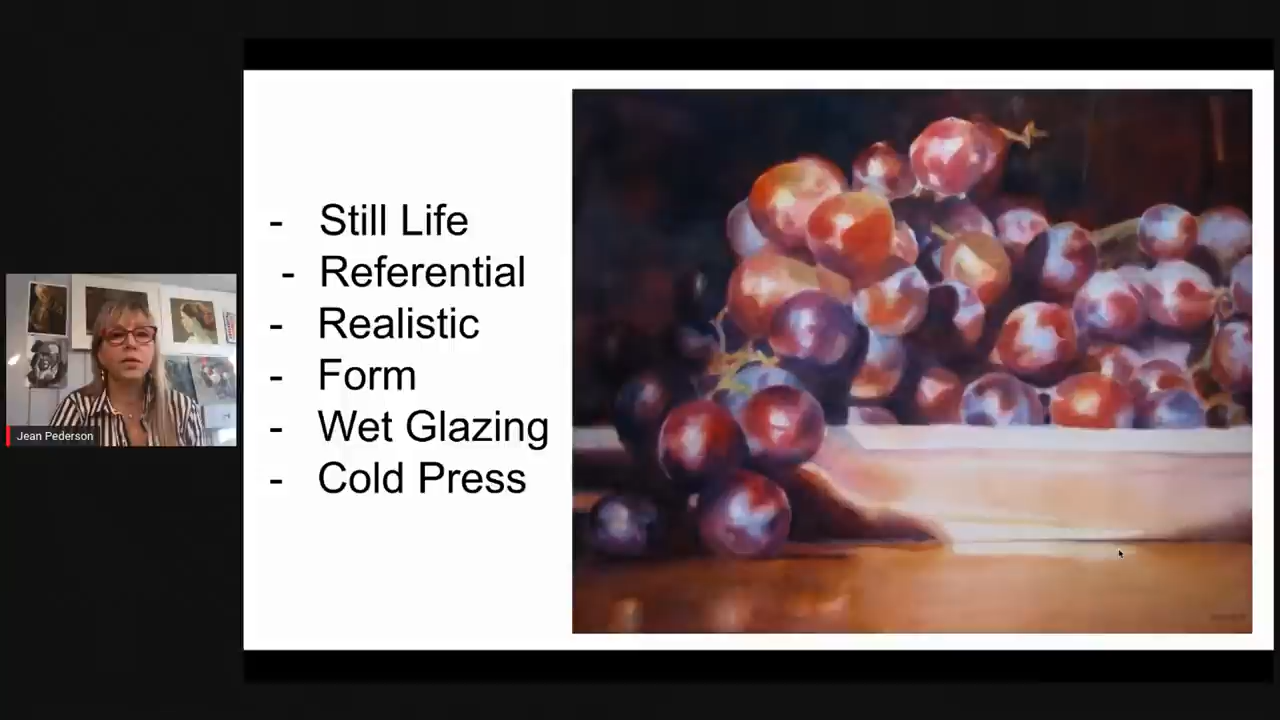 - Still Life
- Referential
- Realistic
- Form
- Wet Glazing
- Cold Press
Jean Pederson